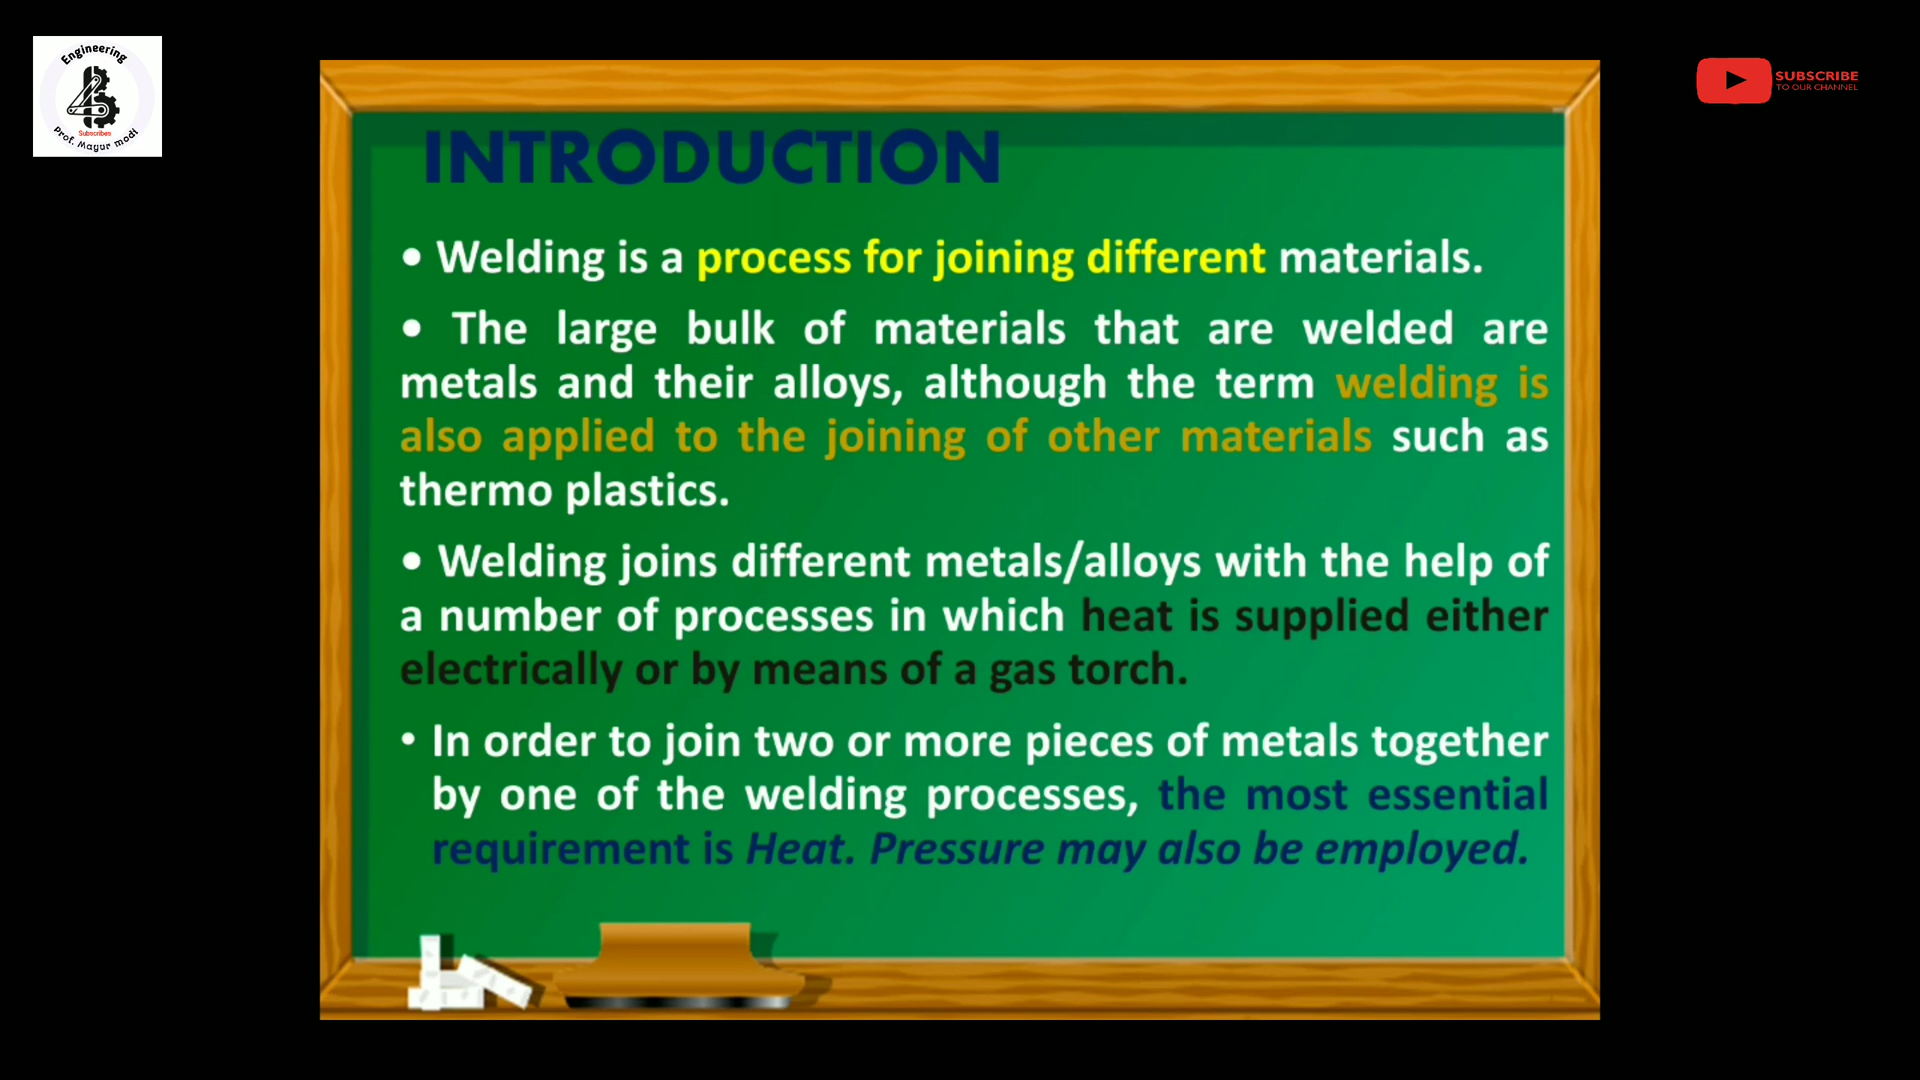 Engineering
Subscribes
Prof. Mayur modi
SUBSCRIBE
TO OUR CHANNEL
INTRODUCTION
• Welding is a process for joining different materials.
• The large bulk of materials that are welded are
metals and their alloys, although the term welding is
also applied to the joining of other materials such as
thermo plastics.
• Welding joins different metals/alloys with the help of
a number of processes in which heat is supplied either
electrically or by means of a gas torch.
• In order to join two or more pieces of metals together
by one of the welding processes, the most essential
requirement is Heat. Pressure may also be employed.